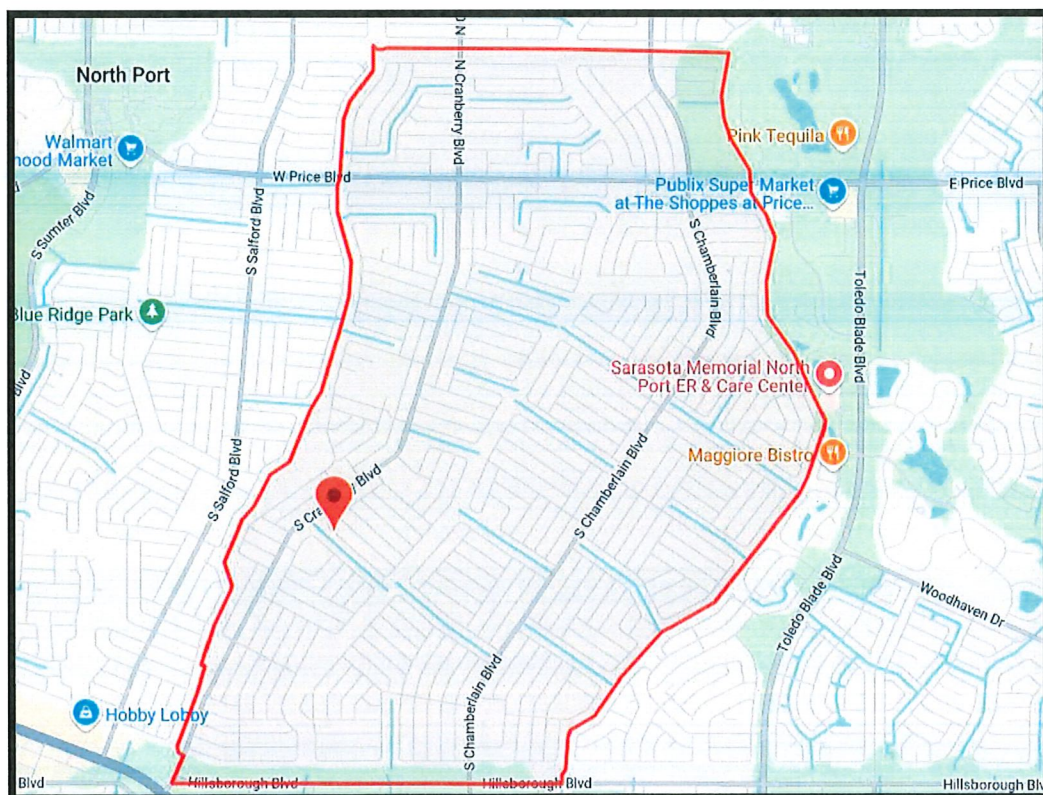 N
N Cranberry Blvd
North Port
Walmart
hood Market
Pink Tequila
W Price Blvd
Publix Super Market
at The Shoppes at Price...
E Price Blvd
S Sumter Blvd
S Salford Blvd
S Chamberlain Blvd
Toledo Blade Blvd
Blue Ridge Park
Blvd
Sarasota Memorial North
Port ER & Care Center
Maggiore Bistro
S Salford Blvd
S Cra y Blvd
S Chamberlain Blvd
Toledo Blade Blvd
Woodhaven Dr
S Chamberlain Blvd
Hobby Lobby
Blvd
Hillsborough Blvd
Hillsborough Blvd
Hillsborough Blvd